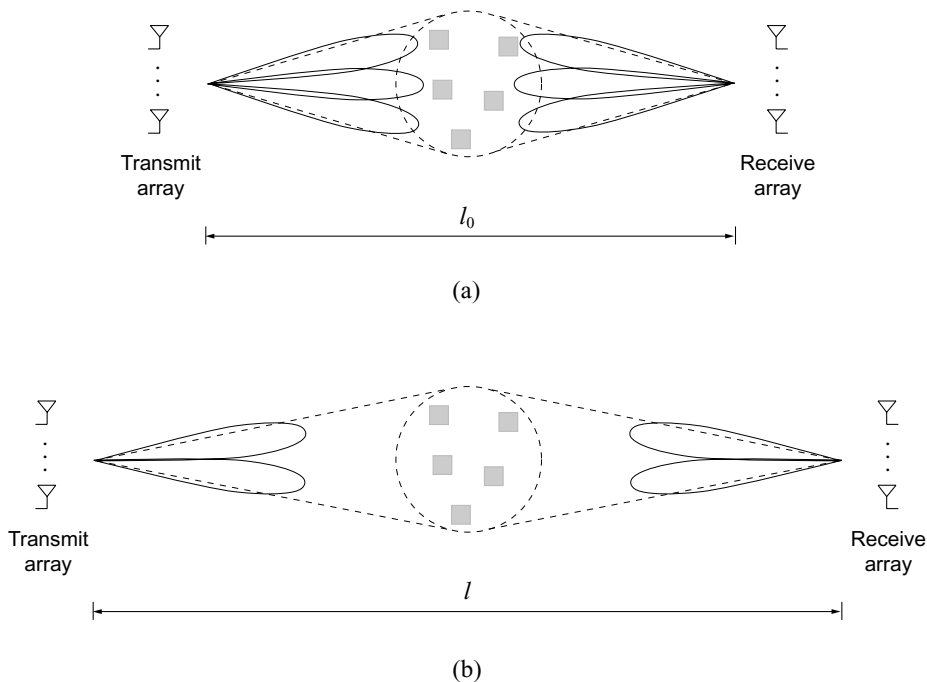 Transmit
array
Receive
array
l₀
(a)
Transmit
array
Receive
array
l
(b)